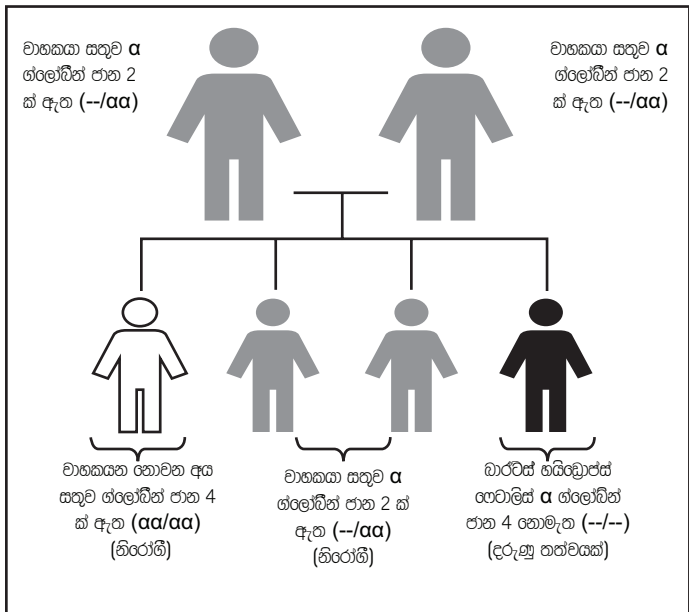 වාහකයා සතුව α
ග්ලෝබීන් ජාන 2
ක් ඇත (--/αα)
වාහකයා සතුව α
ග්ලෝබීන් ජාන 2
ක් ඇත (--/αα)
වාහකයන නොවන අය
සතුව ග්ලෝබීන් ජාන 4
ක් ඇත (αα/αα)
(නිරෝගී)
වාහකයා සතුව α
ග්ලෝබීන් ජාන 2 ක්
ඇත (--/αα)
(නිරෝගී)
බාර්ට්ස් හයිඩ්‍රොප්ස්
ෆෙටාලිස් α ග්ලෝබින්
ජාන 4 නොමැත (--/--)
(දරුණු තත්වයක්)